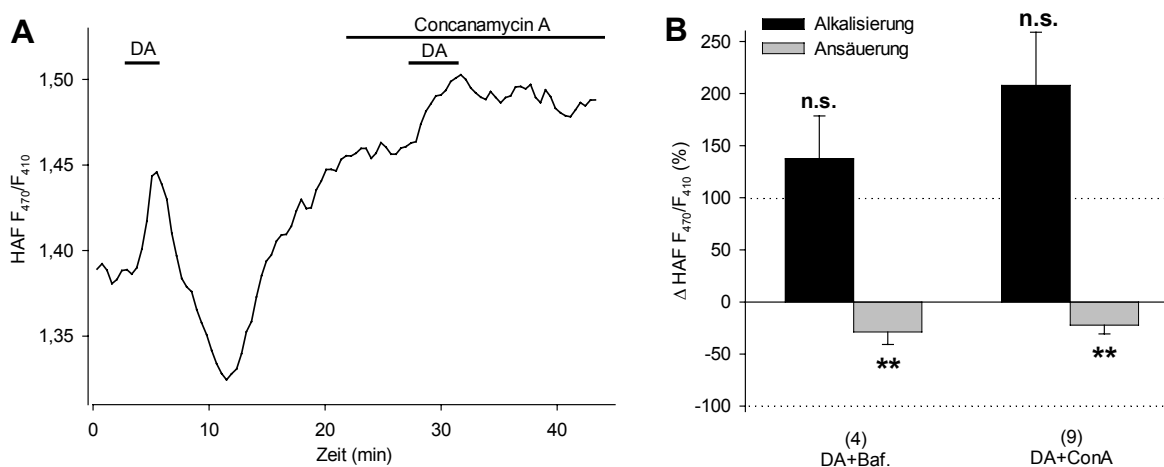 A
Concanamycin A
DA
DA
1,50
1,45
1,40
1,35
HAF F470/F410
0
10
20
30
40
Zeit (min)
B
Alkalisierung
Ansäuerung
n.s.
n.s.
**
**
250
200
150
100
50
0
-50
-100
Δ HAF F470/F410 (%)
(4)
DA+Baf.
(9)
DA+ConA